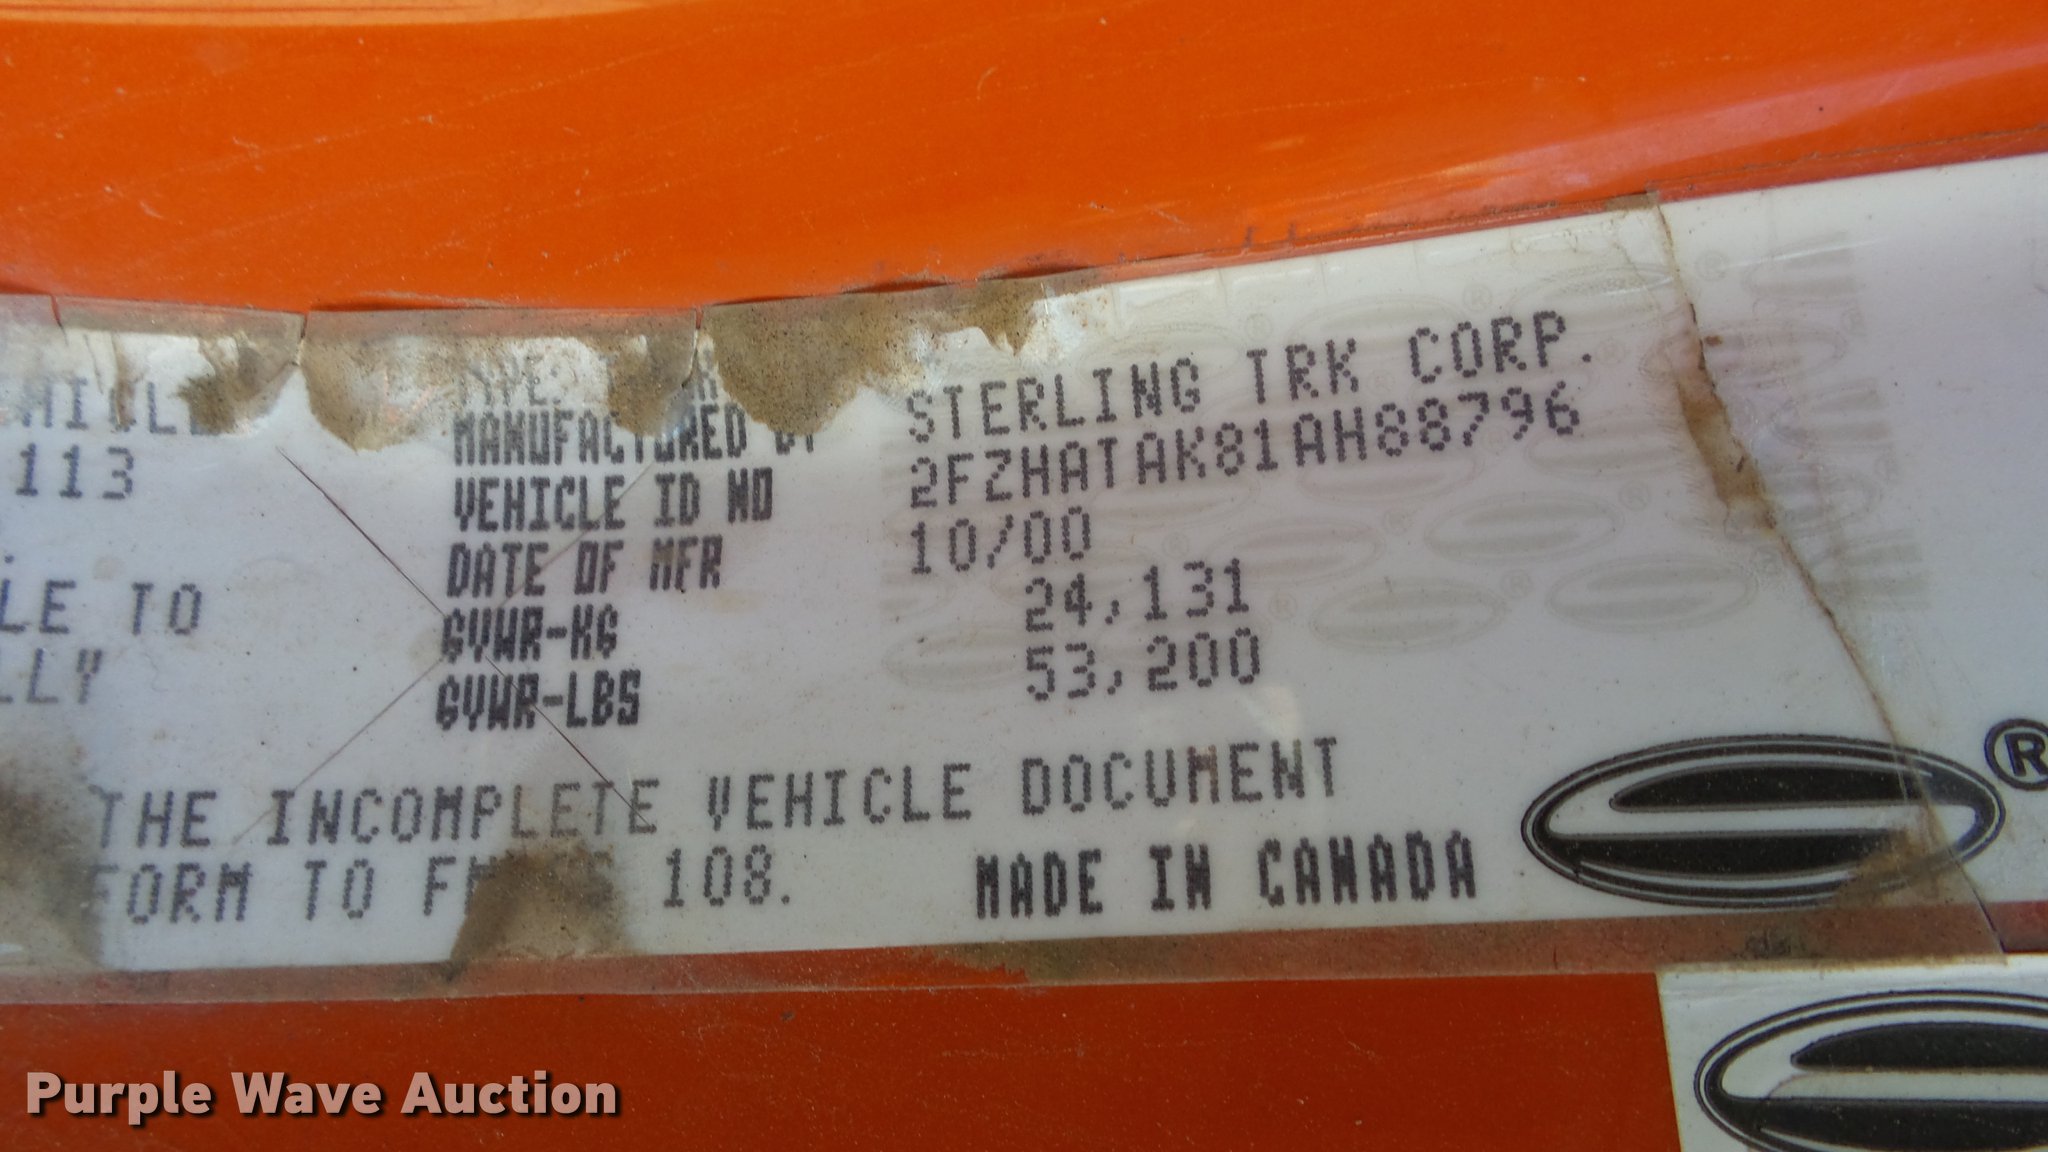 TYPE:
MANUFACTURED BY STERLING TRK CORP.
113 VEHICLE ID NO 2FZHATAK81AH88796
DATE OF MFR 10/00
LE TO GVWR-KG 24,131
LLY GVWR-LBS 53,200
THE INCOMPLETE VEHICLE DOCUMENT
FORM TO 108.
MADE IN CANADA
®
Purple Wave Auction